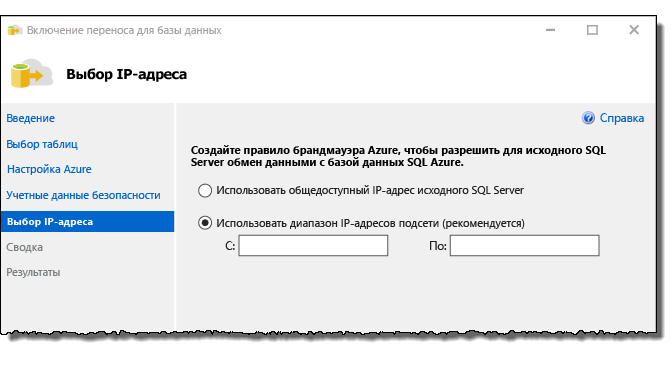 Включение переноса для базы данных
Выбор IP-адреса
Введение
Выбор таблиц
Настройка Azure
Учетные данные безопасности
Выбор IP-адреса
Сводка
Результаты
Справка
Создайте правило брандмауэра Azure, чтобы разрешить для исходного SQL
Server обмен данными с базой данных SQL Azure.
Использовать общедоступный IP-адрес исходного SQL Server
Использовать диапазон IP-адресов подсети (рекомендуется)
С: По: